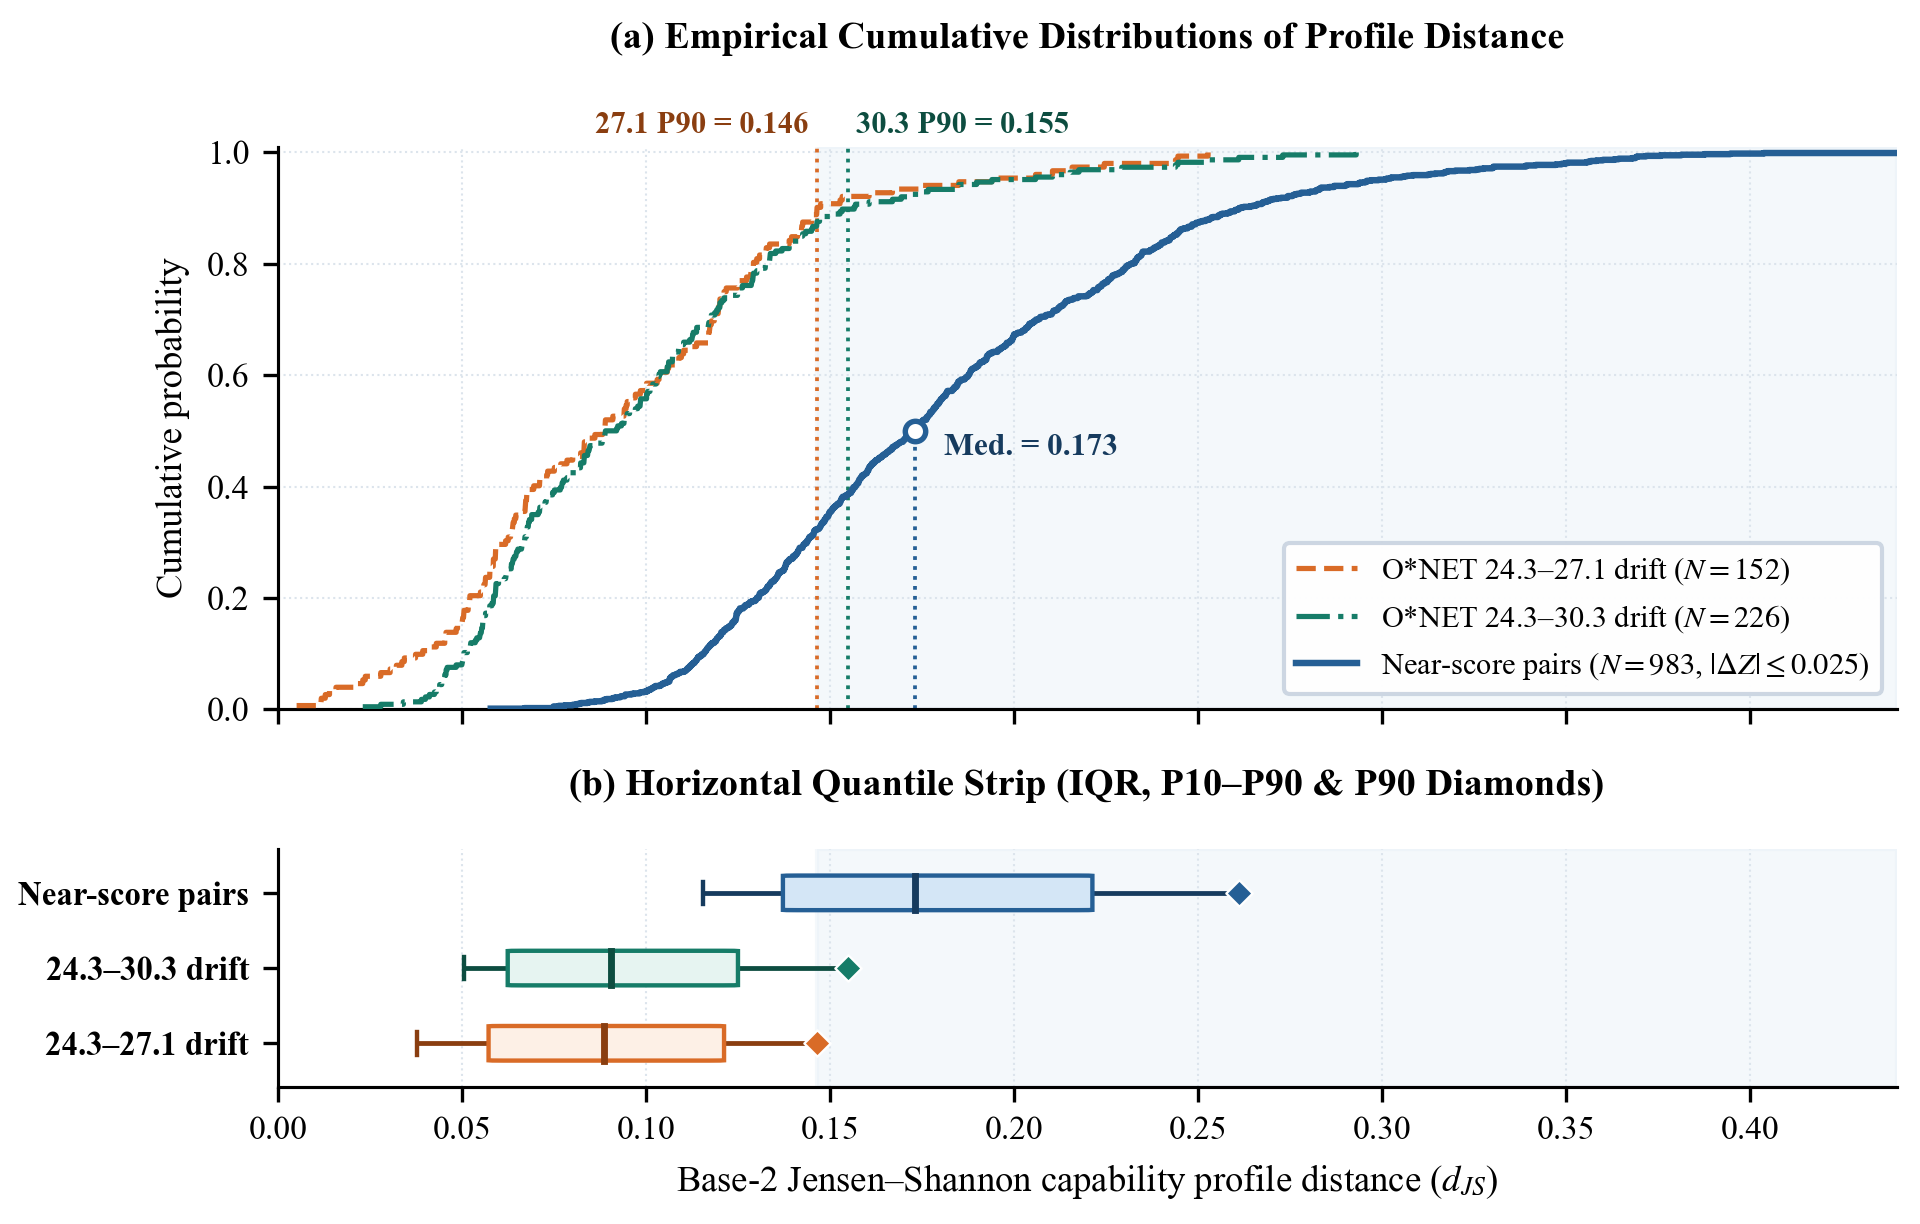 (a) Empirical Cumulative Distributions of Profile Distance
27.1 P90 = 0.146
30.3 P90 = 0.155
Cumulative probability
1.0
0.8
0.6
0.4
0.2
0.0
Med. = 0.173
O*NET 24.3–27.1 drift (N = 152)
O*NET 24.3–30.3 drift (N = 226)
Near-score pairs (N = 983, |ΔZ| ≤ 0.025)
(b) Horizontal Quantile Strip (IQR, P10–P90 & P90 Diamonds)
Near-score pairs
24.3–30.3 drift
24.3–27.1 drift
0.00 0.05 0.10 0.15 0.20 0.25 0.30 0.35 0.40
Base-2 Jensen–Shannon capability profile distance (d_JS)